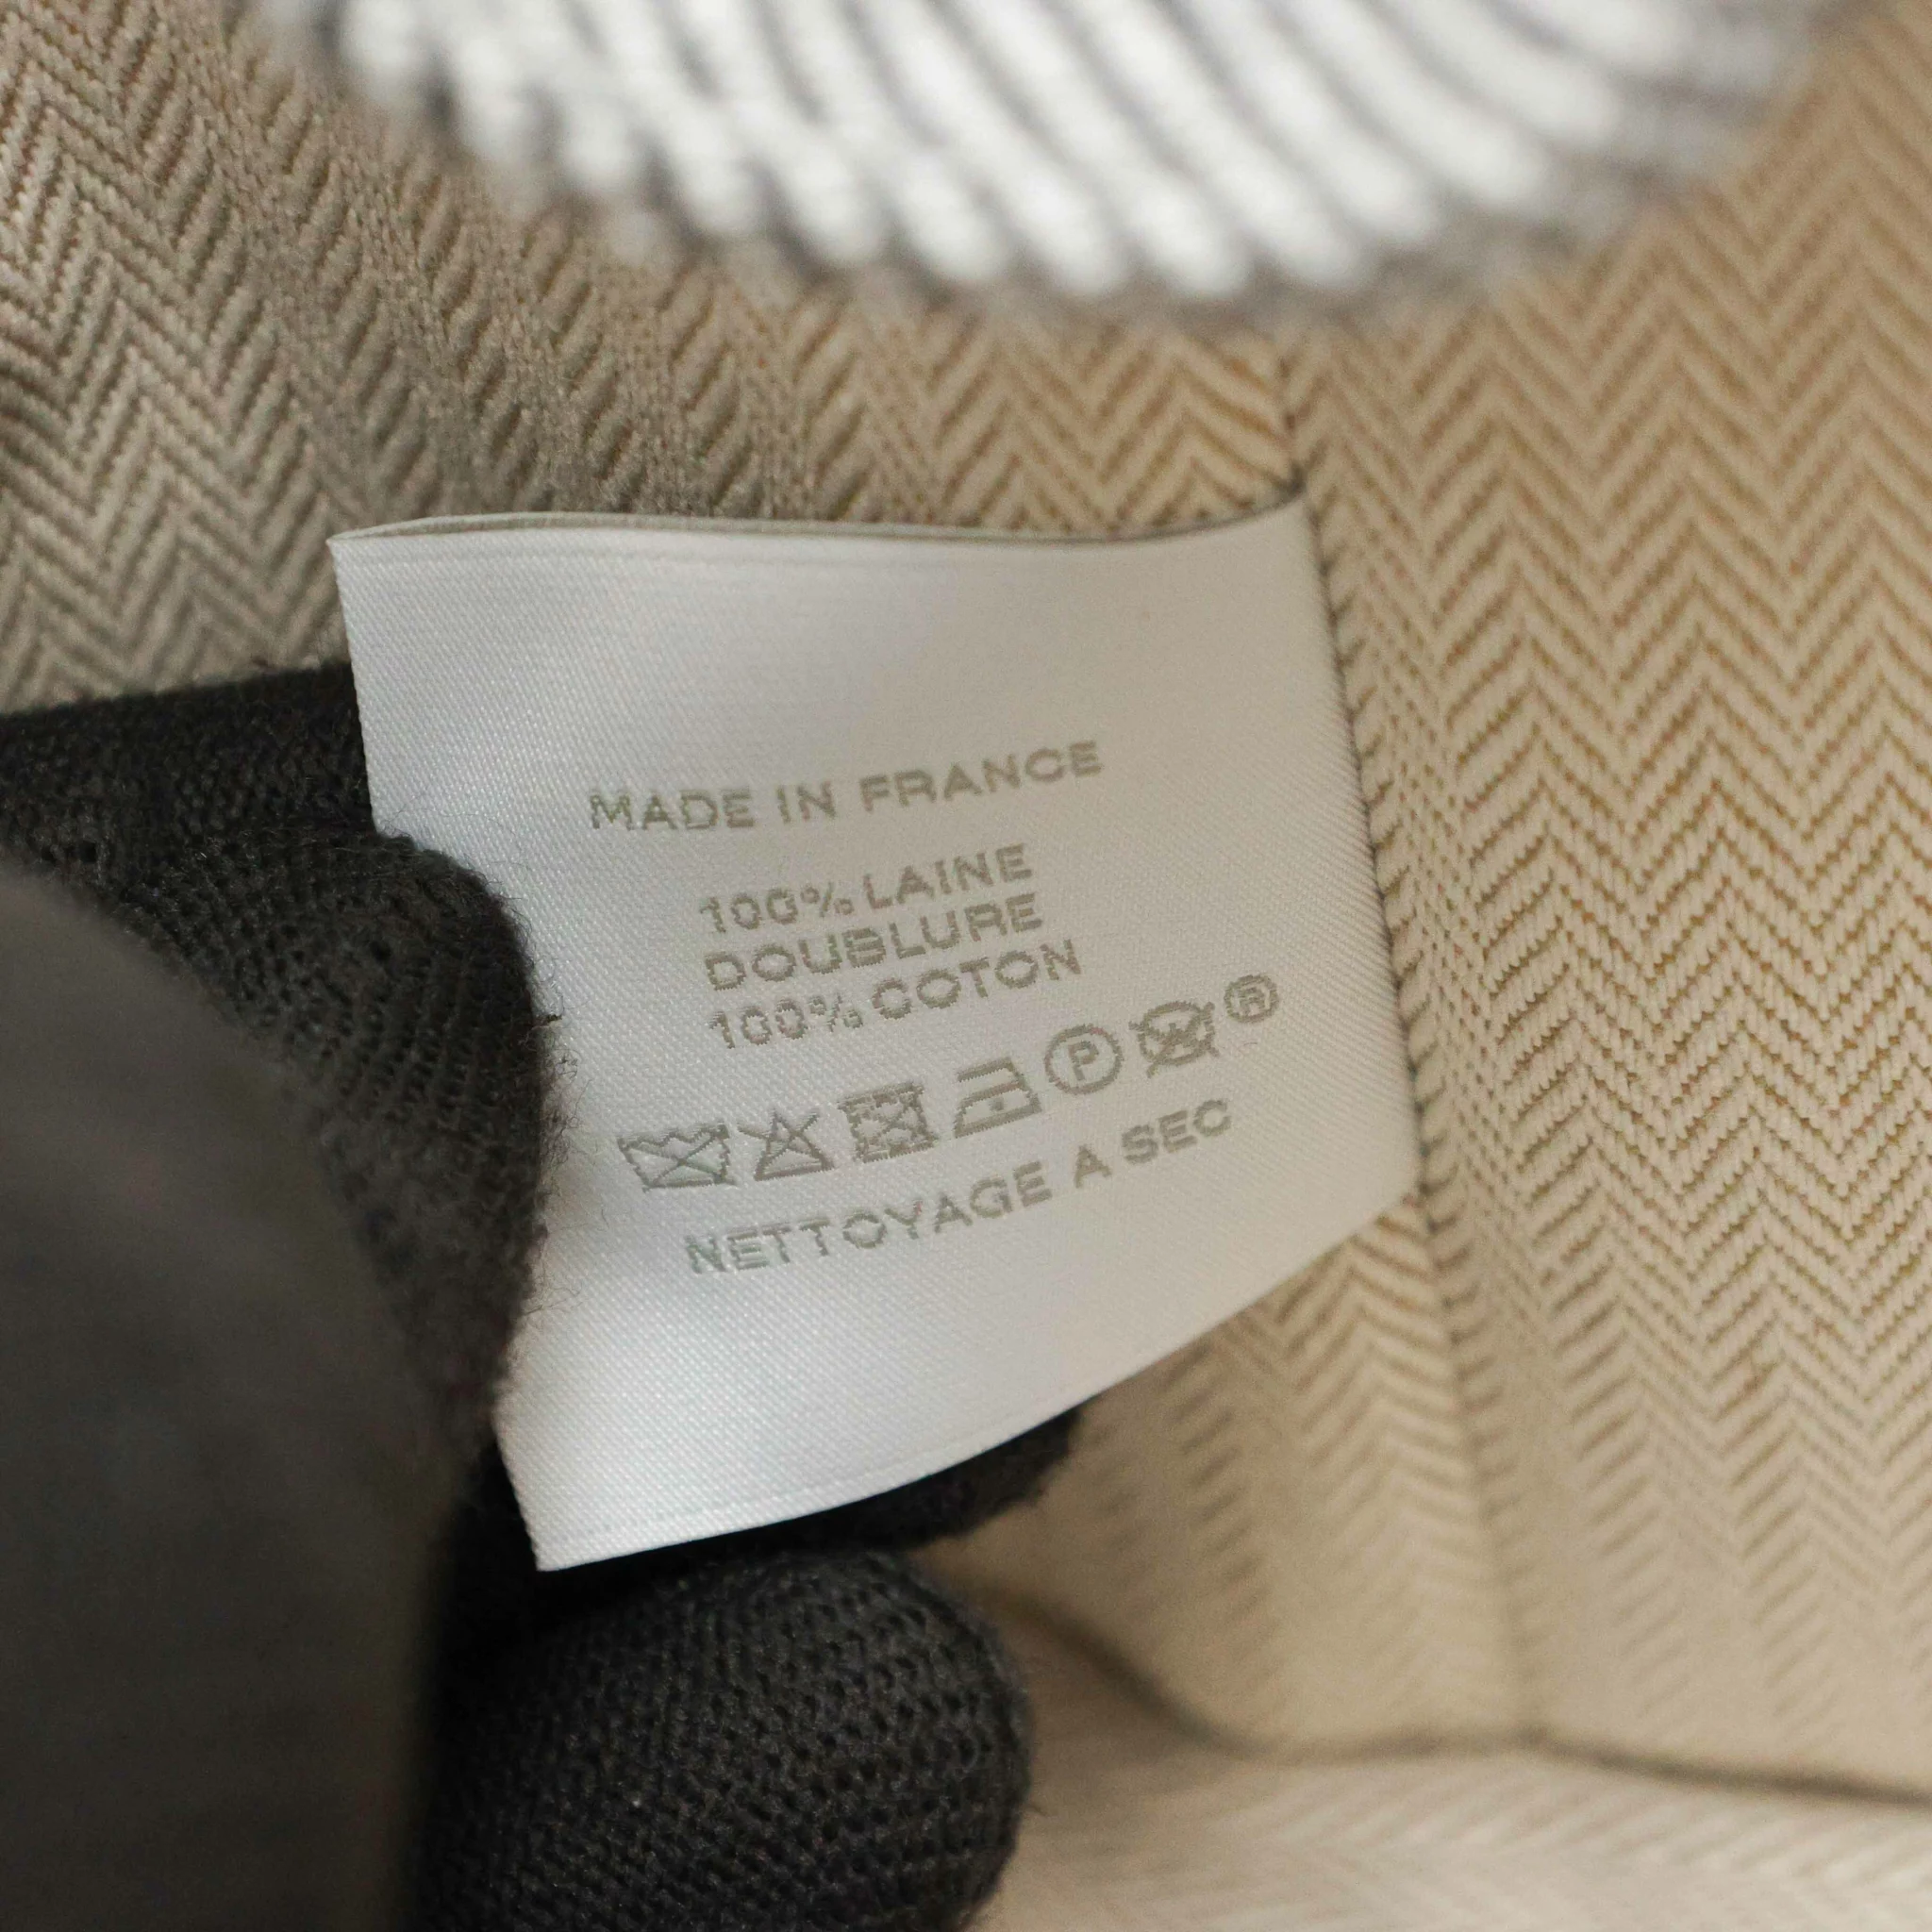 MADE IN FRANCE
100% LAINE
DOUBLURE
100% COTON
P W ®
NETTOYAGE A SEC